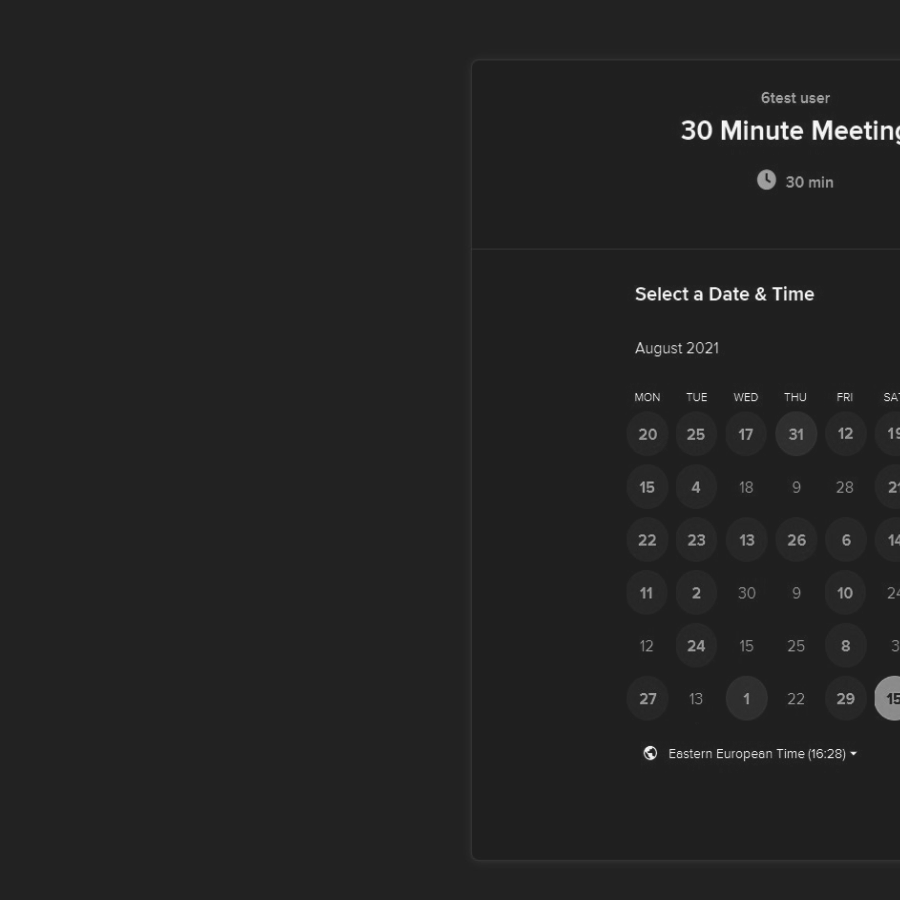 6test user
30 Minute Meeting
30 min
Select a Date & Time
August 2021
MON TUE WED THU FRI SAT
20 25 17 31 12 19
15 4 18 9 28 21
22 23 13 26 6 14
11 2 30 9 10 24
12 24 15 25 8 3
27 13 1 22 29 15
Eastern European Time (16:28)